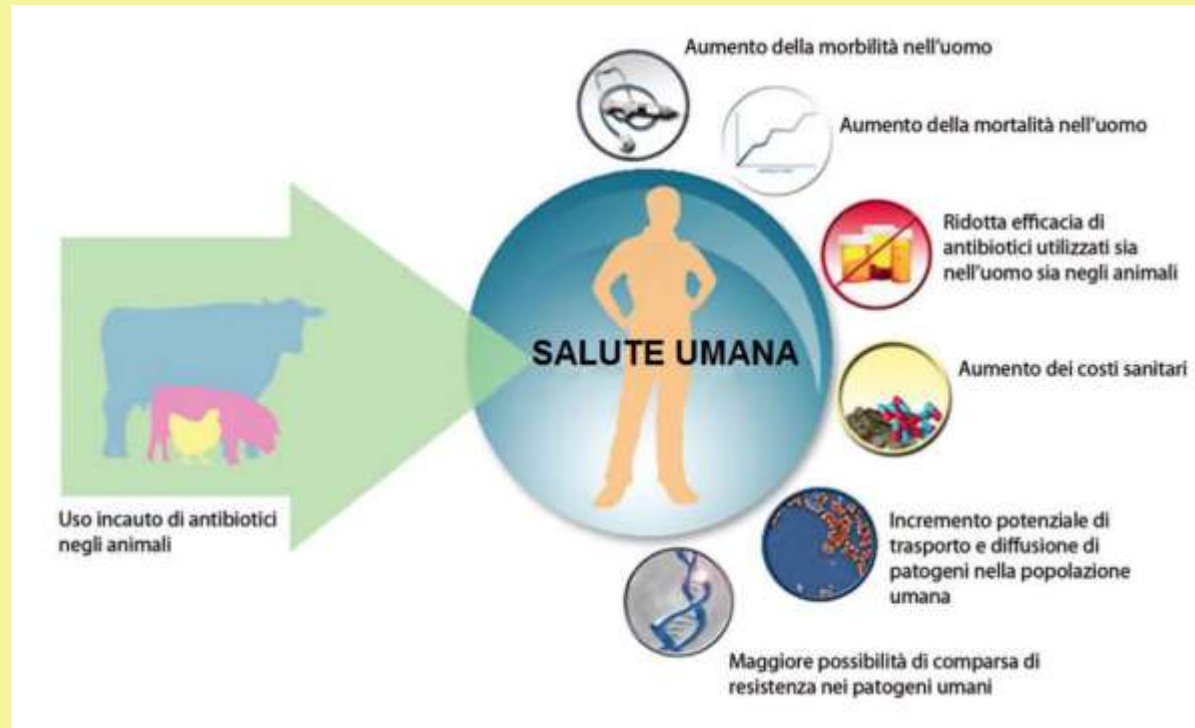 Aumento della morbilità nell'uomo
Aumento della mortalità nell'uomo
Ridotta efficacia di
antibiotici utilizzati sia
nell'uomo sia negli animali
SALUTE UMANA
Aumento dei costi sanitari
Uso incauto di antibiotici
negli animali
Incremento potenziale di
trasporto e diffusione di
patogeni nella popolazione
umana
Maggiore possibilità di comparsa di
resistenza nei patogeni umani